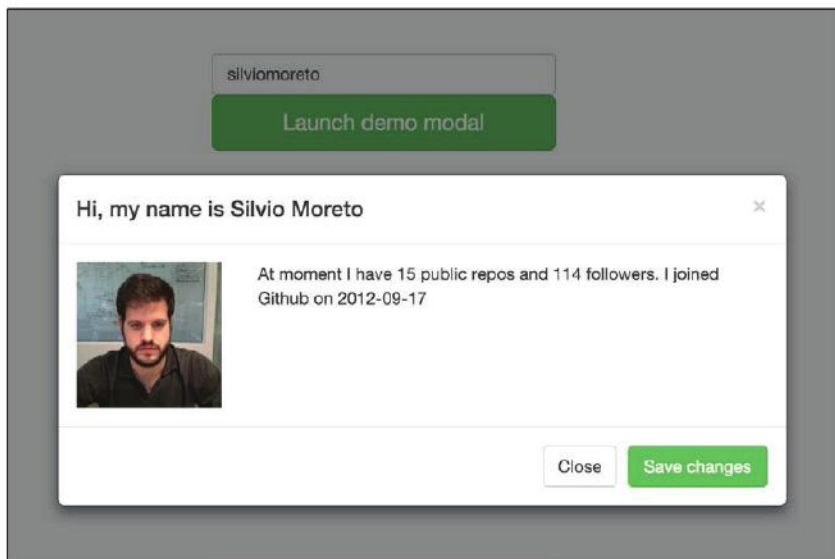 silviomoreto
Launch demo modal
Hi, my name is Silvio Moreto
×
At moment I have 15 public repos and 114 followers. I joined
Github on 2012-09-17
Close
Save changes